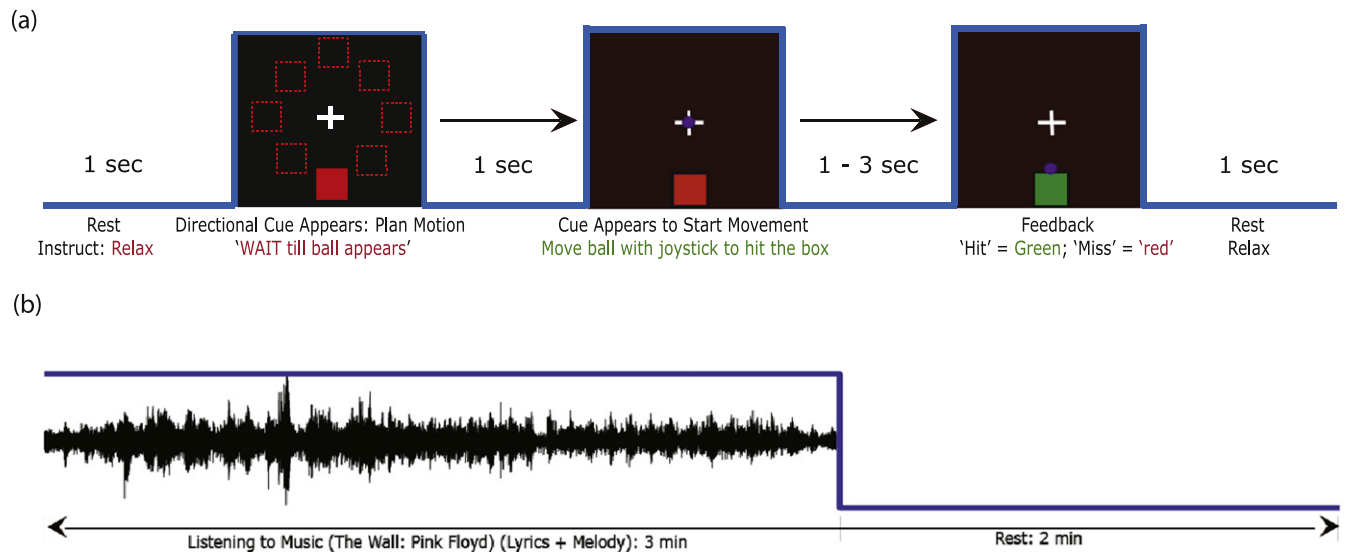 (a)
1 sec
1 sec
1 - 3 sec
1 sec
Rest
Instruct: Relax
Directional Cue Appears: Plan Motion
‘WAIT till ball appears’
Cue Appears to Start Movement
Move ball with joystick to hit the box
Feedback
‘Hit’ = Green; ‘Miss’ = ‘red’
Rest
Relax
(b)
Listening to Music (The Wall: Pink Floyd) (Lyrics + Melody): 3 min
Rest: 2 min